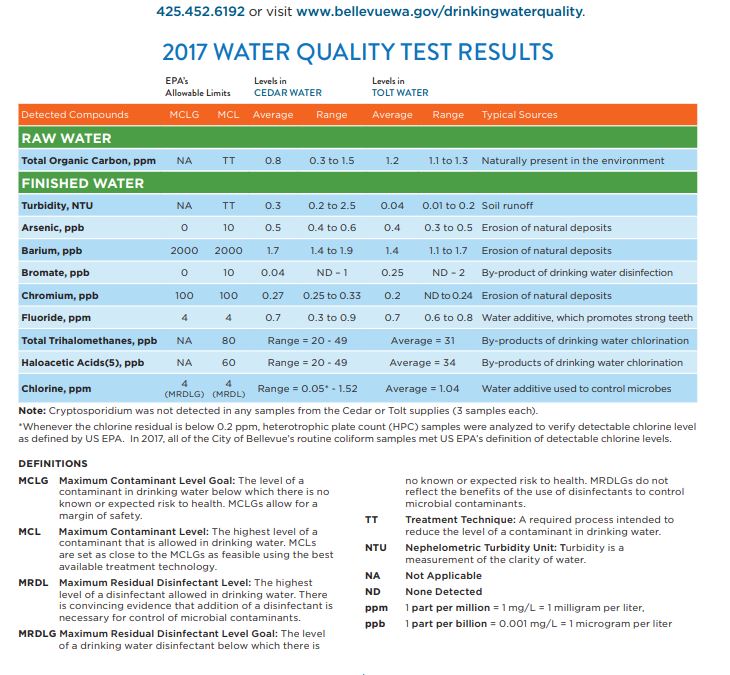 425.452.6192 or visit www.bellevuewa.gov/drinkingwaterquality.
2017 WATER QUALITY TEST RESULTS
EPA's Levels in Levels in
Allowable Limits CEDAR WATER TOLT WATER
Detected Compounds MCLG MCL Average Range Average Range Typical Sources
RAW WATER
Total Organic Carbon, ppm NA TT 0.8 0.3 to 1.5 1.2 1.1 to 1.3 Naturally present in the environment
FINISHED WATER
Turbidity, NTU NA TT 0.3 0.2 to 2.5 0.04 0.01 to 0.2 Soil runoff
Arsenic, ppb 0 10 0.5 0.4 to 0.6 0.4 0.3 to 0.5 Erosion of natural deposits
Barium, ppb 2000 2000 1.7 1.4 to 1.9 1.4 1.1 to 1.7 Erosion of natural deposits
Bromate, ppb 0 10 0.04 ND – 1 0.25 ND – 2 By-product of drinking water disinfection
Chromium, ppb 100 100 0.27 0.25 to 0.33 0.2 ND to 0.24 Erosion of natural deposits
Fluoride, ppm 4 4 0.7 0.3 to 0.9 0.7 0.6 to 0.8 Water additive, which promotes strong teeth
Total Trihalomethanes, ppb NA 80 Range = 20 - 49 Average = 31 By-products of drinking water chlorination
Haloacetic Acids(5), ppb NA 60 Range = 20 - 49 Average = 34 By-products of drinking water chlorination
Chlorine, ppm 4 4 Range = 0.05* - 1.52 Average = 1.04 Water additive used to control microbes
(MRDLG) (MRDL)
Note: Cryptosporidium was not detected in any samples from the Cedar or Tolt supplies (3 samples each).
*Whenever the chlorine residual is below 0.2 ppm, heterotrophic plate count (HPC) samples were analyzed to verify detectable chlorine level
as defined by US EPA. In 2017, all of the City of Bellevue's routine coliform samples met US EPA's definition of detectable chlorine levels.
DEFINITIONS
MCLG Maximum Contaminant Level Goal: The level of a
contaminant in drinking water below which there is no
known or expected risk to health. MCLGs allow for a
margin of safety.
MCL Maximum Contaminant Level: The highest level of a
contaminant that is allowed in drinking water. MCLs
are set as close to the MCLGs as feasible using the best
available treatment technology.
MRDL Maximum Residual Disinfectant Level: The highest
level of a disinfectant allowed in drinking water. There
is convincing evidence that addition of a disinfectant is
necessary for control of microbial contaminants.
MRDLG Maximum Residual Disinfectant Level Goal: The level
of a drinking water disinfectant below which there is
no known or expected risk to health. MRDLGs do not
reflect the benefits of the use of disinfectants to control
microbial contaminants.
TT Treatment Technique: A required process intended to
reduce the level of a contaminant in drinking water.
NTU Nephelometric Turbidity Unit: Turbidity is a
measurement of the clarity of water.
NA Not Applicable
ND None Detected
ppm 1 part per million = 1 mg/L = 1 milligram per liter,
ppb 1 part per billion = 0.001 mg/L = 1 microgram per liter